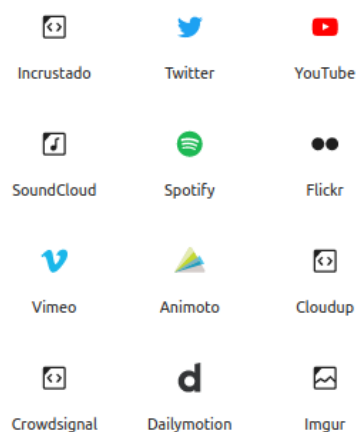 Incrustado
Twitter
YouTube
SoundCloud
Spotify
Flickr
Vimeo
Animoto
Cloudup
Crowdsignal
Dailymotion
Imgur